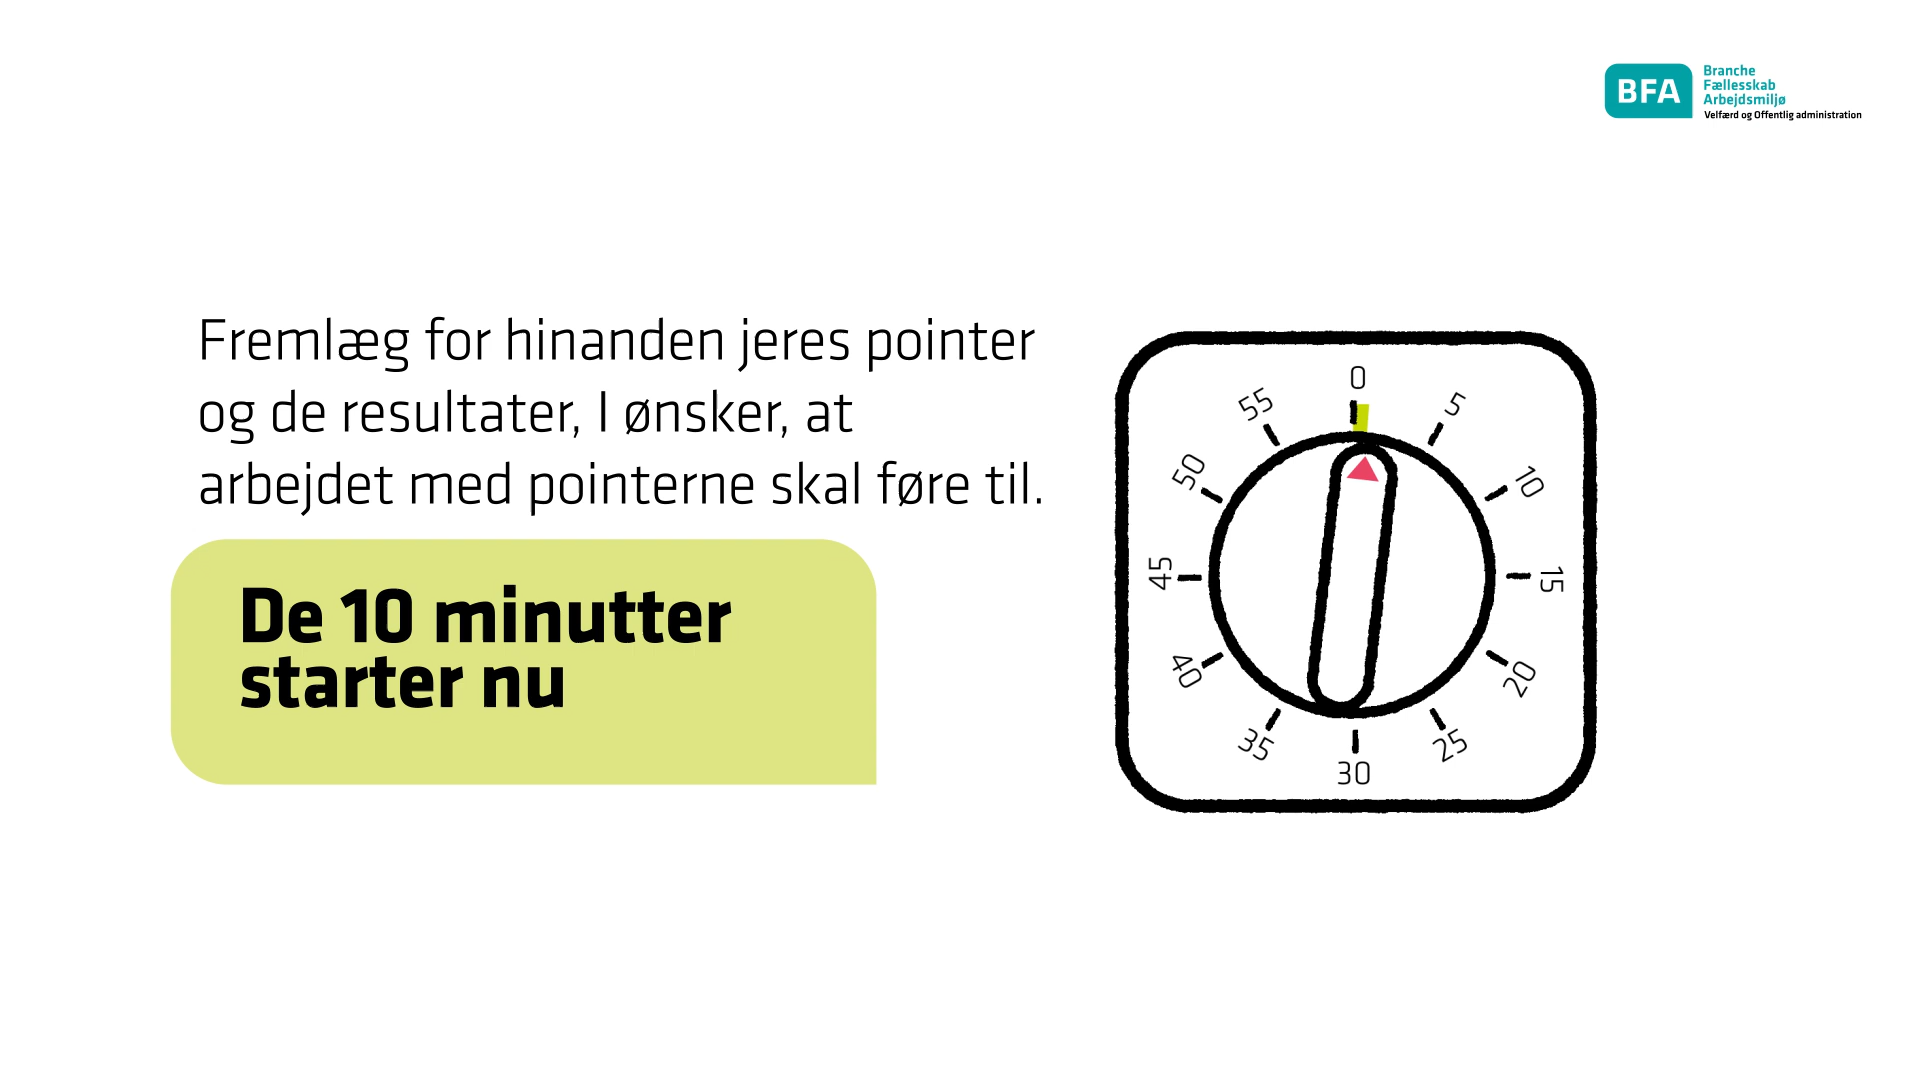 BFA
Branche
Fællesskab
Arbejdsmiljø
Velfærd og Offentlig administration
Fremlæg for hinanden jeres pointer
og de resultater, I ønsker, at
arbejdet med pointerne skal føre til.
De 10 minutter
starter nu
0
5
10
15
20
25
30
35
40
45
50
55